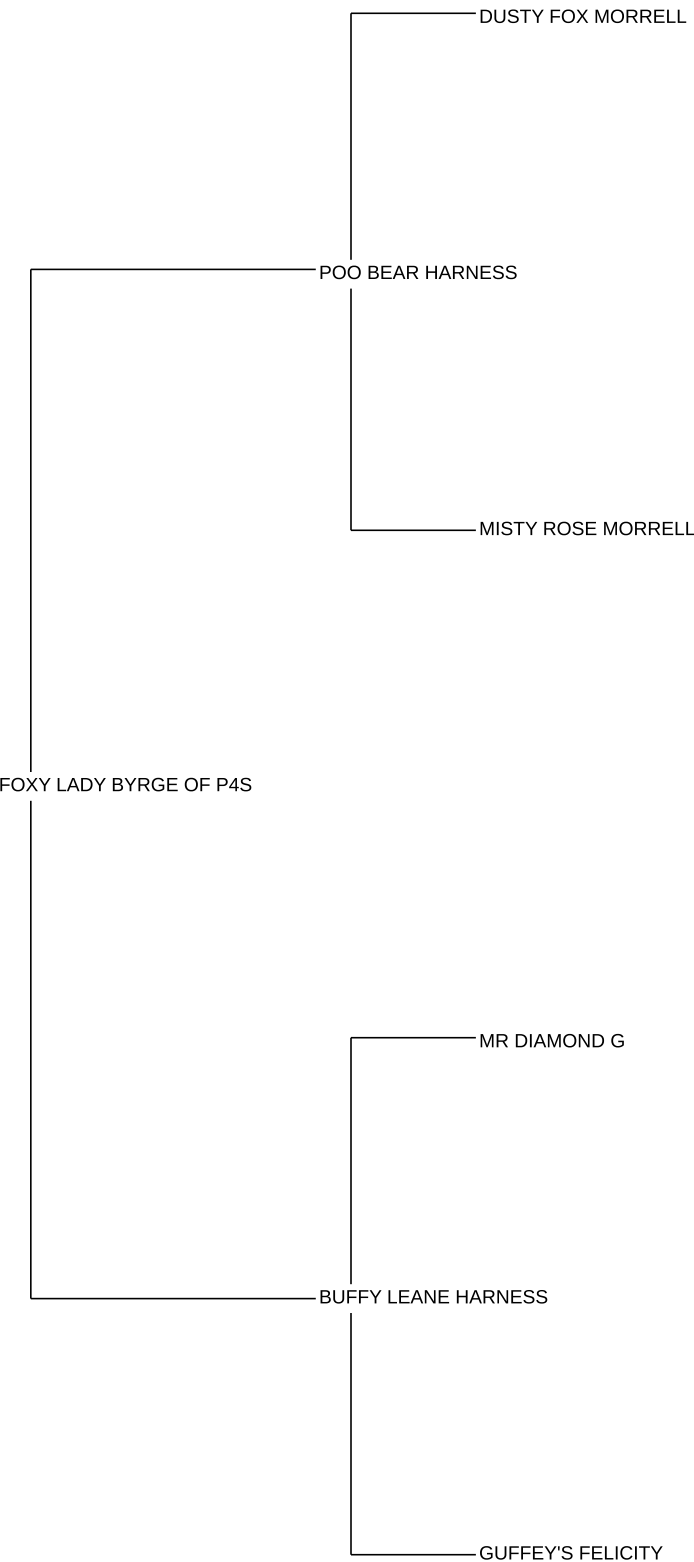 DUSTY FOX MORRELL
POO BEAR HARNESS
MISTY ROSE MORRELL
FOXY LADY BYRGE OF P4S
MR DIAMOND G
BUFFY LEANE HARNESS
GUFFEY'S FELICITY